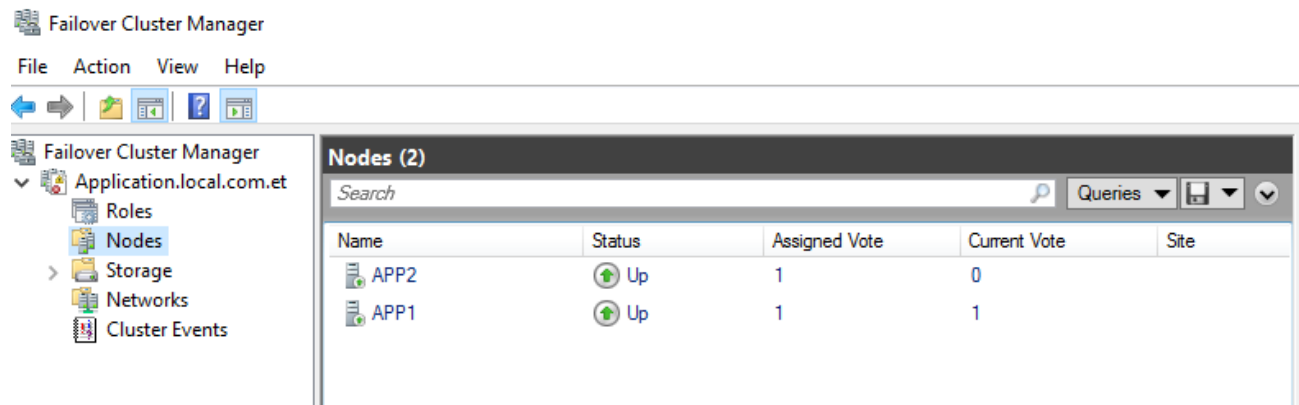 Failover Cluster Manager
File Action View Help
Failover Cluster Manager
Application.local.com.et
Roles
Nodes
Storage
Networks
Cluster Events
Nodes (2)
Search
Queries
Name Status Assigned Vote Current Vote Site
APP2 Up 1 0
APP1 Up 1 1